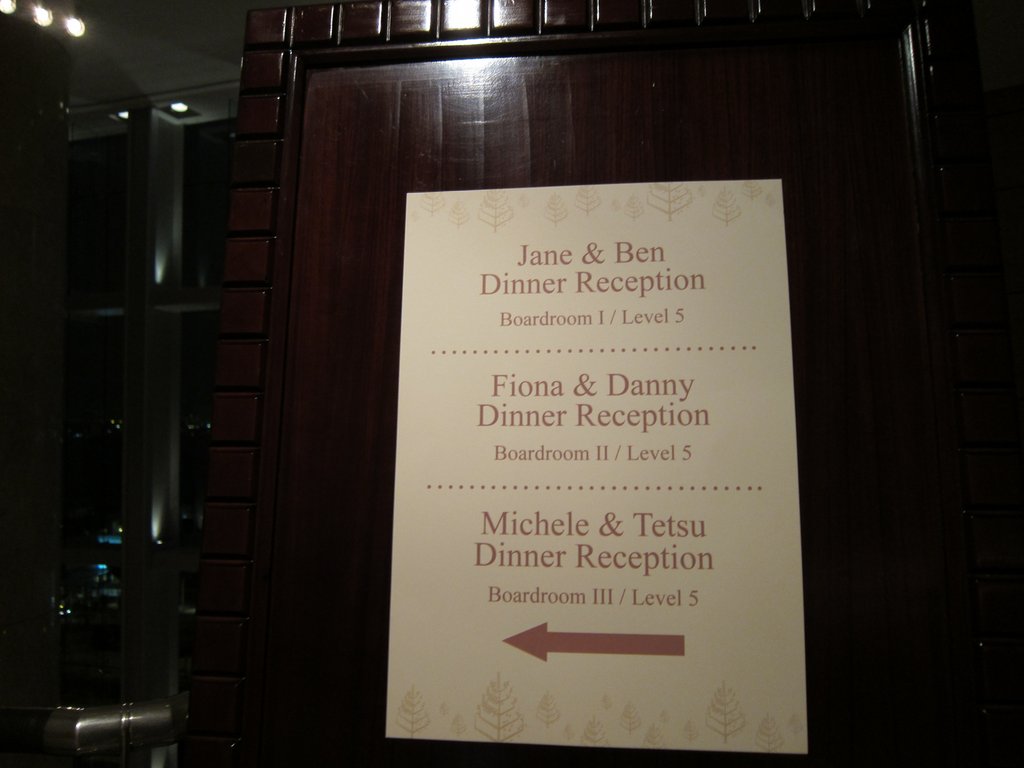 Jane & Ben
Dinner Reception
Boardroom I / Level 5
Fiona & Danny
Dinner Reception
Boardroom II / Level 5
Michele & Tetsu
Dinner Reception
Boardroom III / Level 5